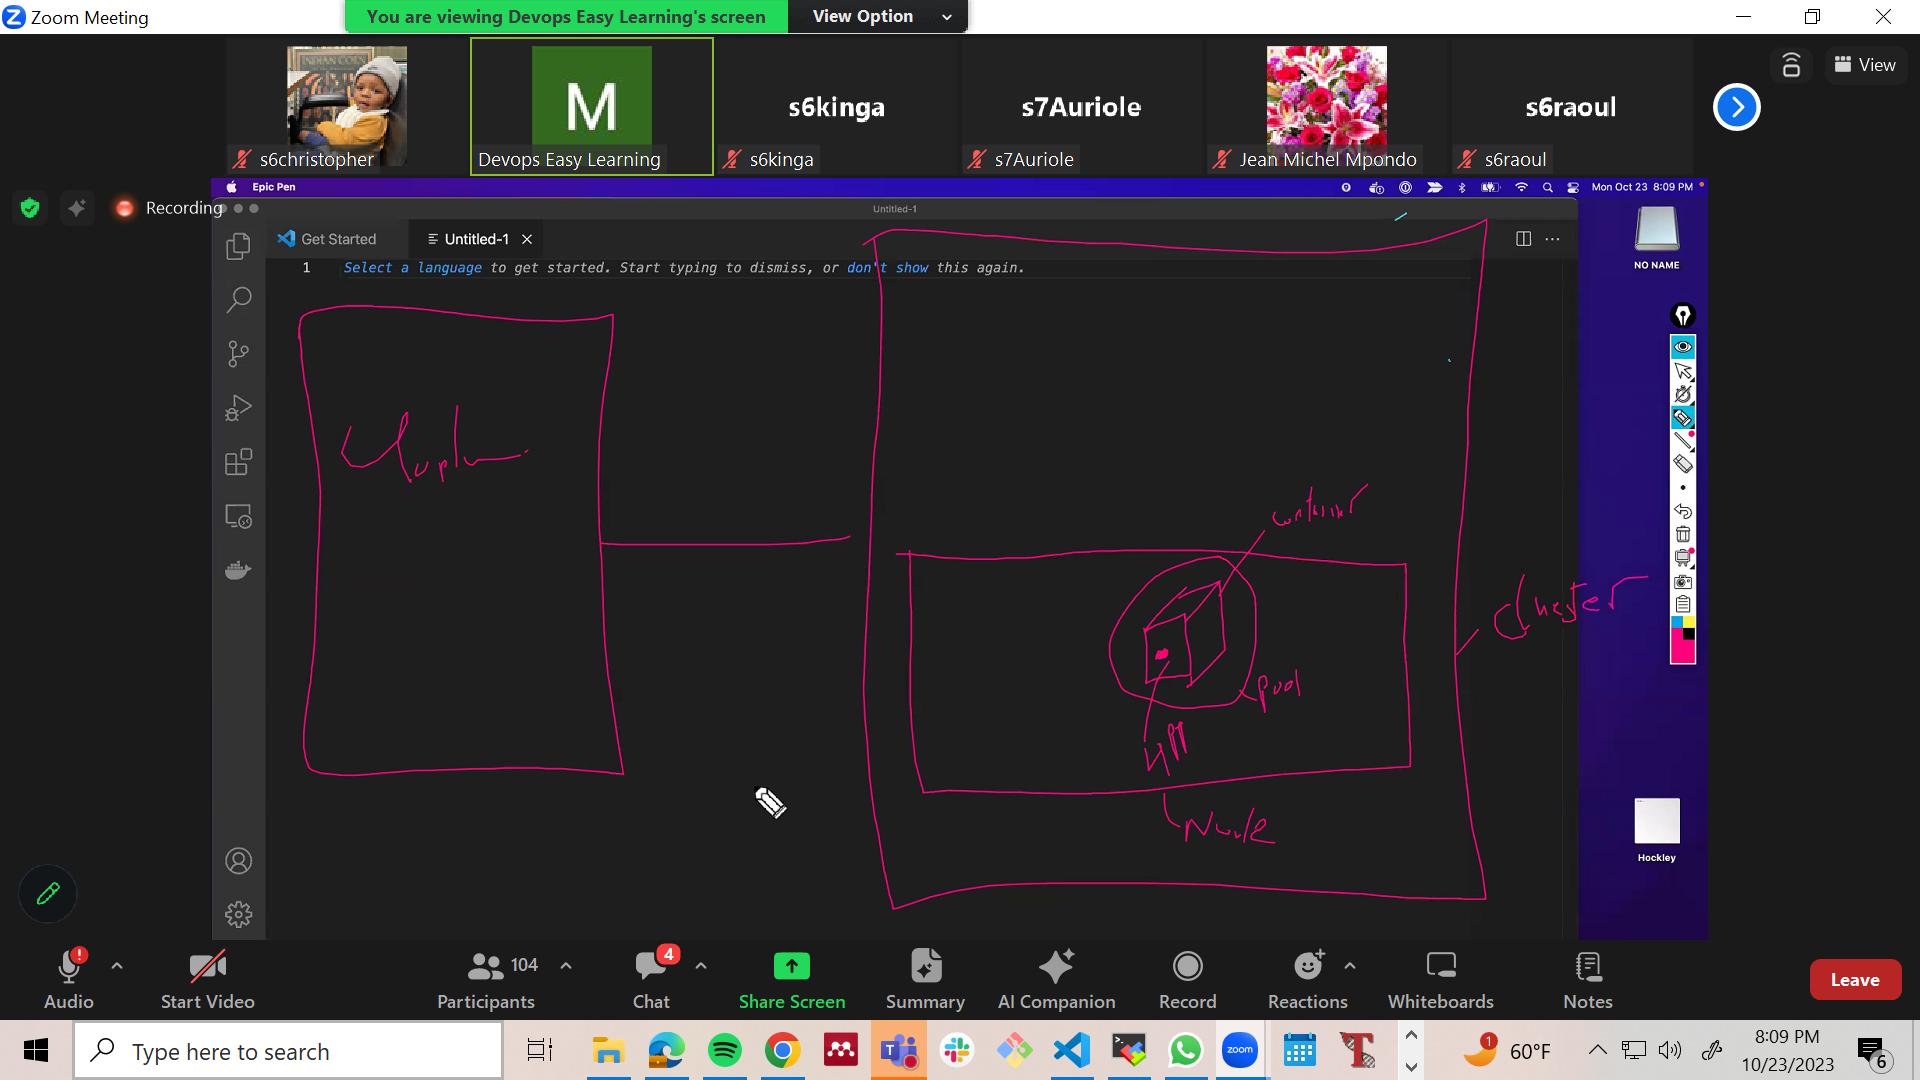 Zoom Meeting
You are viewing Devops Easy Learning's screen
View Option
INDIAN CORN
M
s6kinga
s7Auriole
s6raoul
View
s6christopher
Devops Easy Learning
s6kinga
s7Auriole
Jean Michel Mpondo
s6raoul
Epic Pen
Mon Oct 23 8:09 PM
Recording
Untitled-1
Get Started
Untitled-1
1
Select a language to get started. Start typing to dismiss, or don't show this again.
NO NAME
container
Cluster
pod
App
Node
Hockley
104
4
Audio
Start Video
Participants
Chat
Share Screen
Summary
AI Companion
Record
Reactions
Whiteboards
Notes
Leave
Type here to search
zoom
1
60°F
8:09 PM
10/23/2023
6